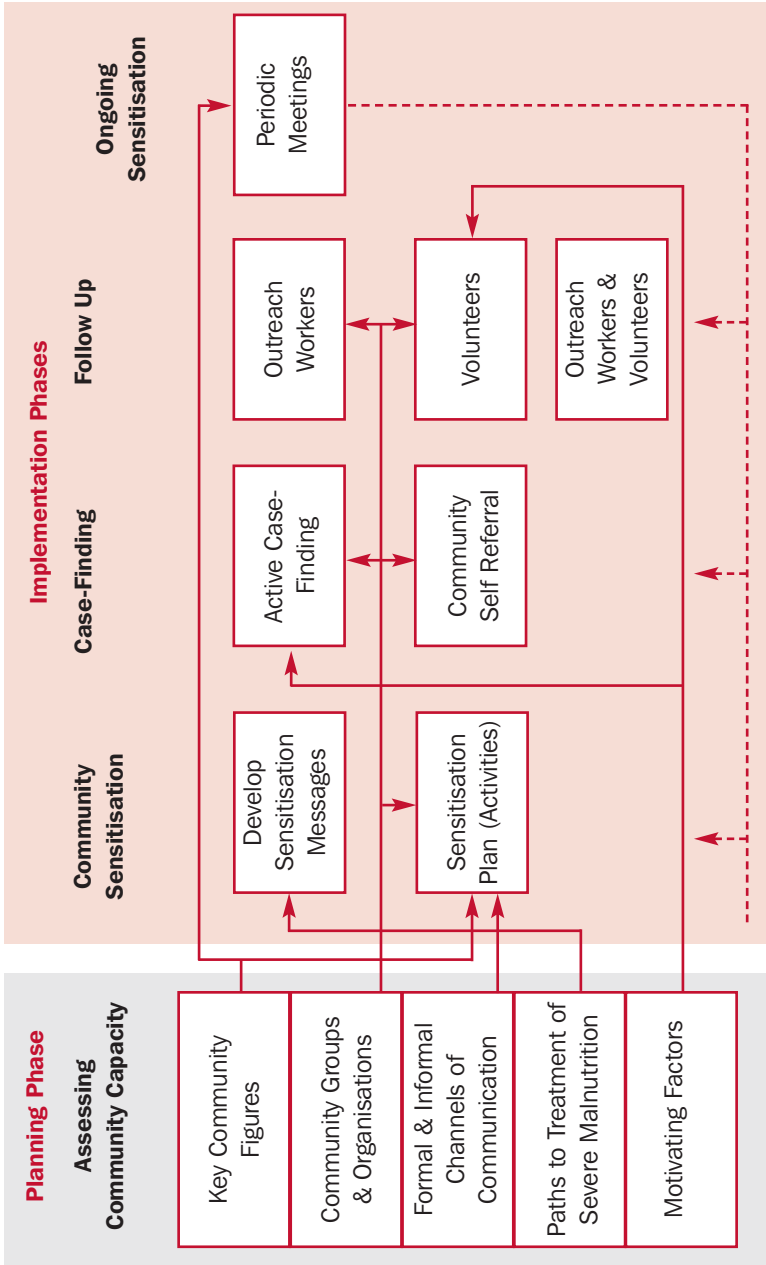 Planning Phase
Assessing
Community Capacity
Key Community
Figures
Community Groups
& Organisations
Formal & Informal
Channels of
Communication
Paths to Treatment of
Severe Malnutrition
Motivating Factors
Implementation Phases
Community
Sensitisation
Develop
Sensitisation
Messages
Sensitisation
Plan (Activities)
Case-Finding
Active Case-
Finding
Community
Self Referral
Follow Up
Outreach
Workers
Volunteers
Outreach
Workers &
Volunteers
Ongoing
Sensitisation
Periodic
Meetings